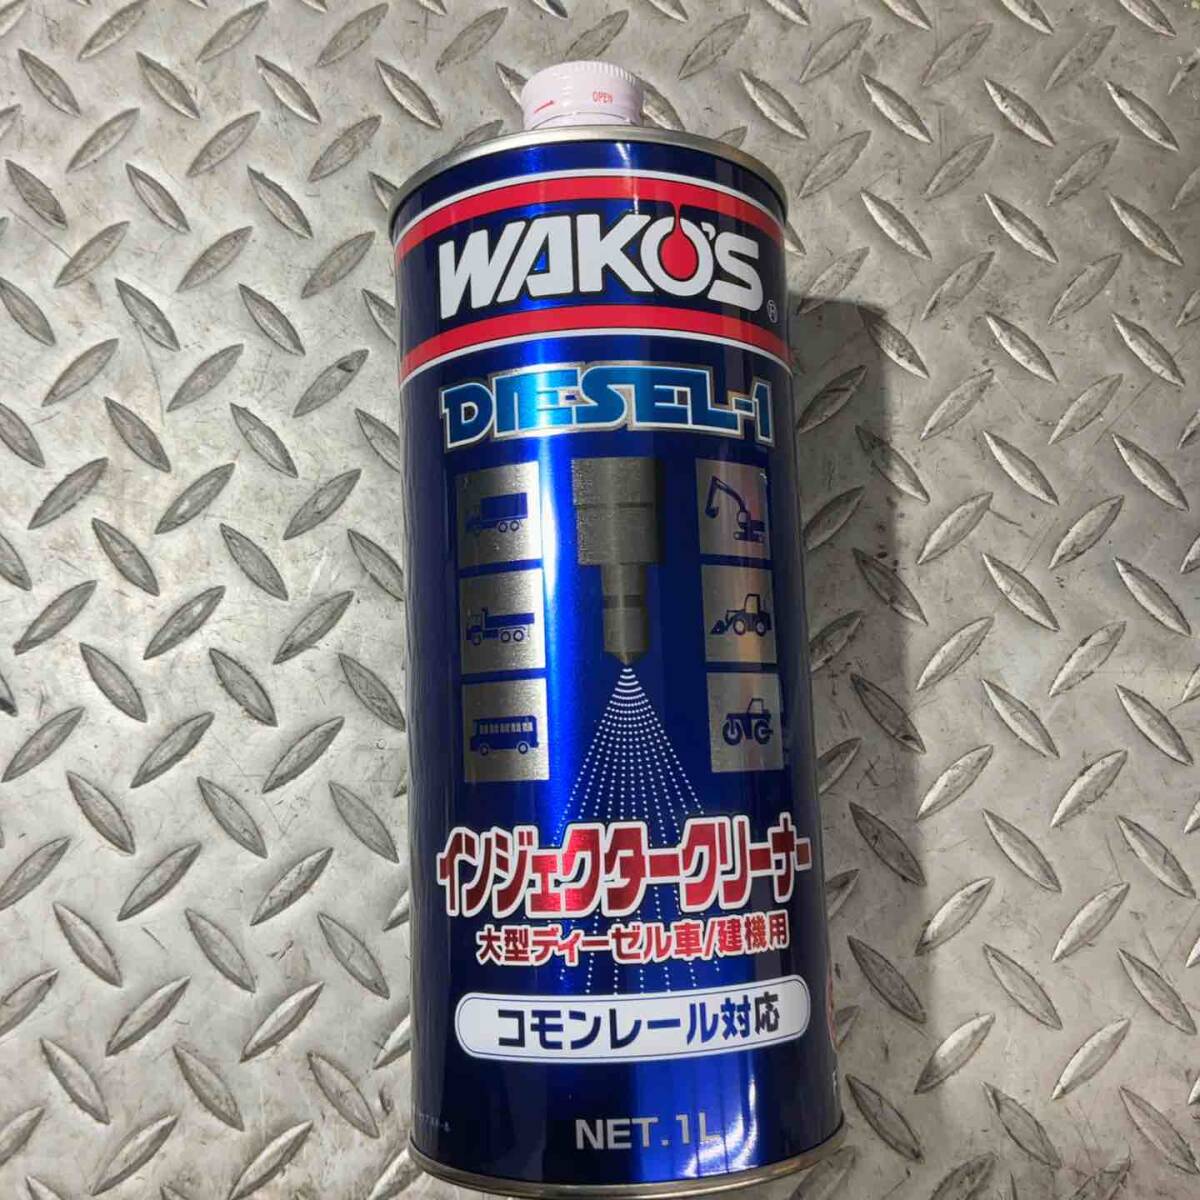 OPEN
WAKO'S®
DIESEL-1
インジェクタークリーナー
大型ディーゼル車/建機用
コモンレール対応
NET.1L